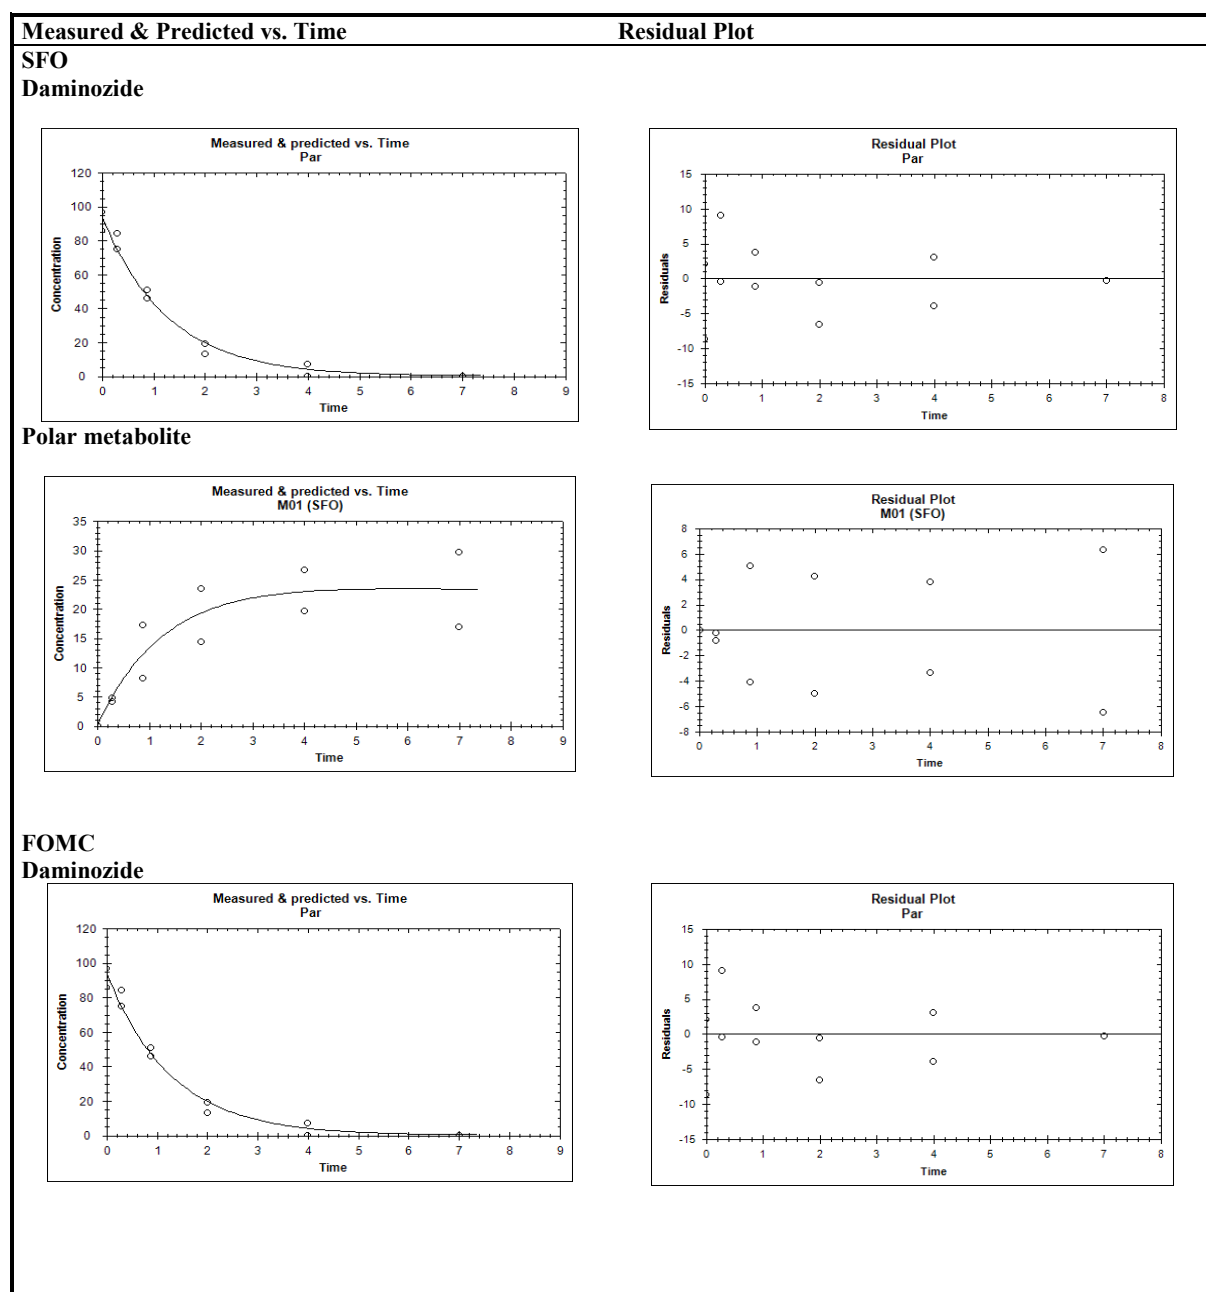 Measured & Predicted vs. Time Residual Plot
SFO
Daminozide
Measured & predicted vs. Time
Par
120
100
80
60
40
20
0
Concentration
0 1 2 3 4 5 6 7 8 9
Time
Residual Plot
Par
15
10
5
0
-5
-10
-15
Residuals
0 1 2 3 4 5 6 7 8
Time
Polar metabolite
Measured & predicted vs. Time
M01 (SFO)
35
30
25
20
15
10
5
0
Concentration
0 1 2 3 4 5 6 7 8 9
Time
Residual Plot
M01 (SFO)
8
6
4
2
0
-2
-4
-6
-8
Residuals
0 1 2 3 4 5 6 7 8
Time
FOMC
Daminozide
Measured & predicted vs. Time
Par
120
100
80
60
40
20
0
Concentration
0 1 2 3 4 5 6 7 8 9
Time
Residual Plot
Par
15
10
5
0
-5
-10
-15
Residuals
0 1 2 3 4 5 6 7 8
Time